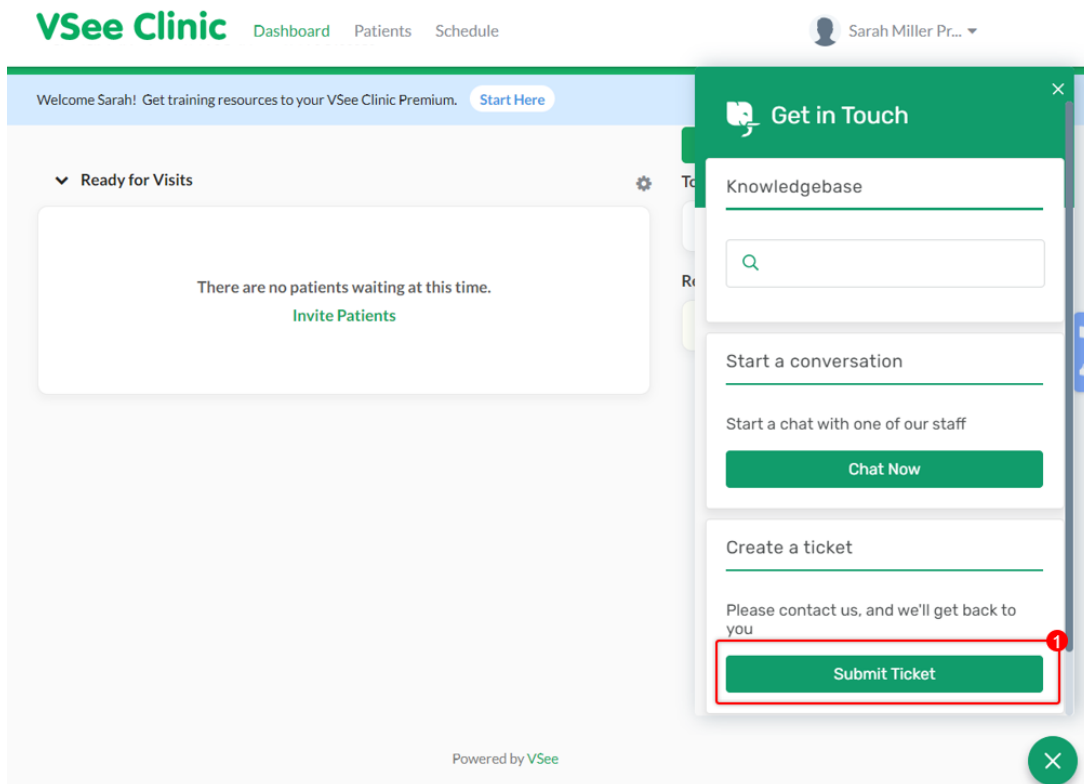 VSee Clinic
Dashboard
Patients
Schedule
Sarah Miller Pr...
Welcome Sarah! Get training resources to your VSee Clinic Premium.
Start Here
Ready for Visits
There are no patients waiting at this time.
Invite Patients
Get in Touch
Knowledgebase
Start a conversation
Start a chat with one of our staff
Chat Now
Create a ticket
Please contact us, and we'll get back to
you
1
Submit Ticket
Powered by VSee